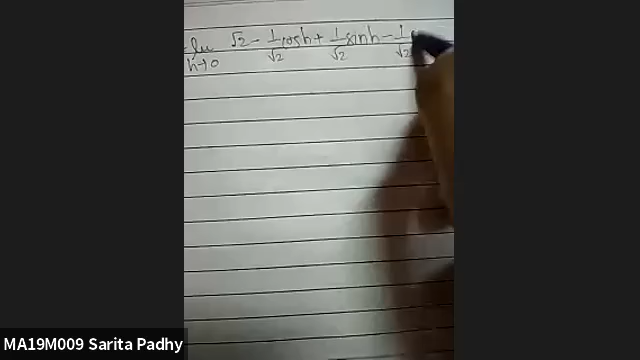 = lim √2 - 1/√2 cosh + 1/√2 sinh - 1/√2
h→0
MA19M009 Sarita Padhy